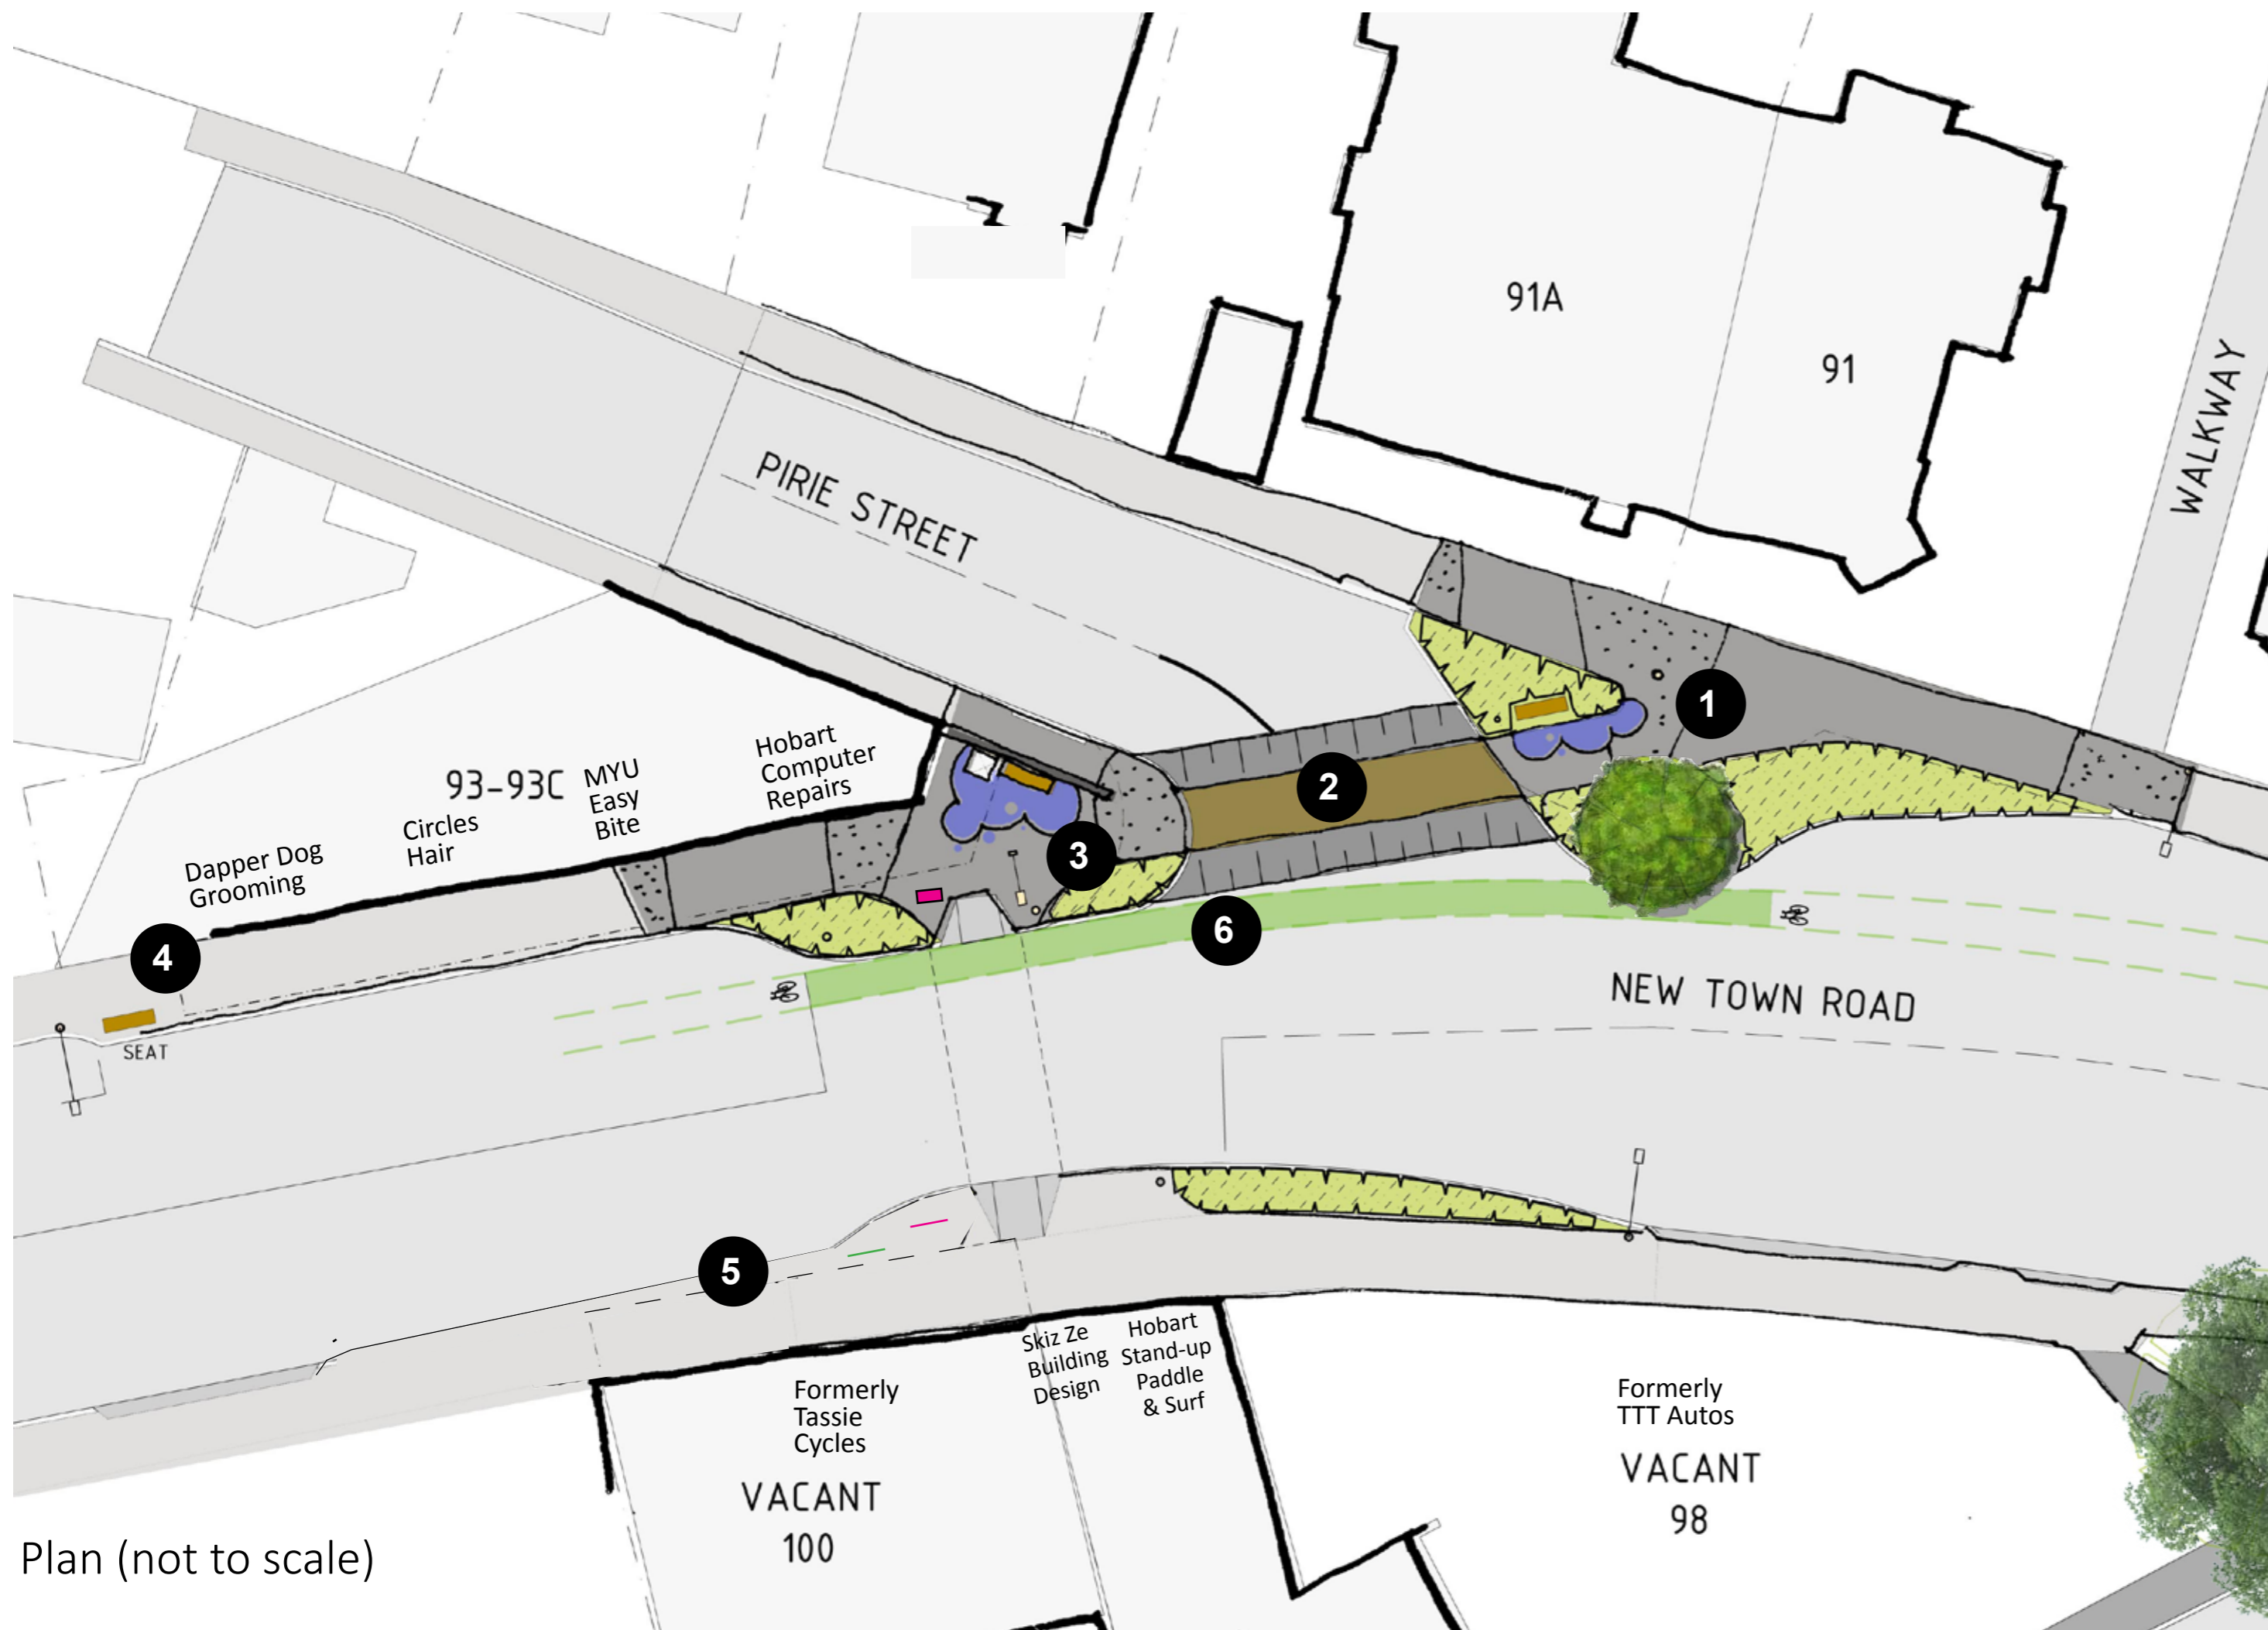 91A
91
WALKWAY
PIRIE STREET
1
2
3
93-93C
MYU
Easy
Bite
Hobart
Computer
Repairs
Circles
Hair
Dapper Dog
Grooming
4
SEAT
6
NEW TOWN ROAD
5
Skiz Ze
Building
Design
Hobart
Stand-up
Paddle
& Surf
Formerly
Tassie
Cycles
VACANT
100
Formerly
TTT Autos
VACANT
98
Plan (not to scale)